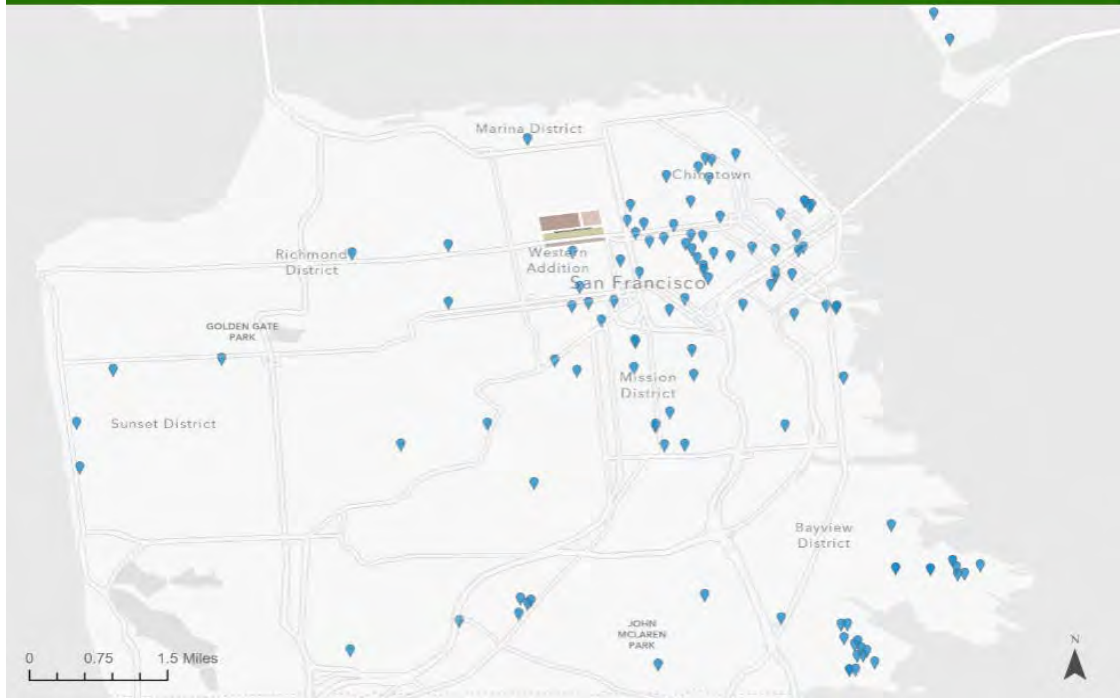 Marina District
Chinatown
Richmond
District
Western
Addition
San Francisco
GOLDEN GATE
PARK
Mission
District
Sunset District
Bayview
District
JOHN
MCLAREN
PARK
0 0.75 1.5 Miles
N